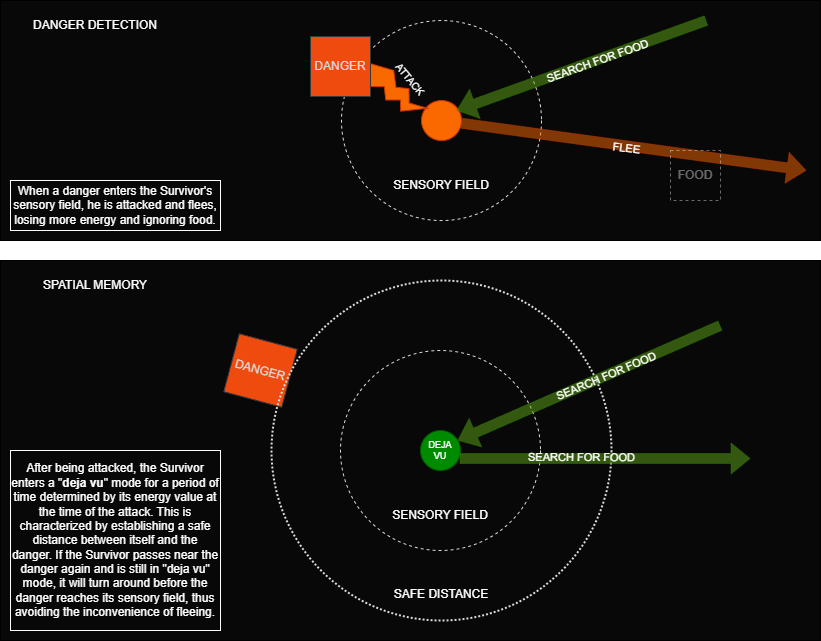 DANGER DETECTION
DANGER
ATTACK
SEARCH FOR FOOD
FLEE
FOOD
SENSORY FIELD
When a danger enters the Survivor's
sensory field, he is attacked and flees,
losing more energy and ignoring food.
SPATIAL MEMORY
DANGER
SEARCH FOR FOOD
DEJA
VU
SEARCH FOR FOOD
SENSORY FIELD
SAFE DISTANCE
After being attacked, the Survivor
enters a "deja vu" mode for a period of
time determined by its energy value at
the time of the attack. This is
characterized by establishing a safe
distance between itself and the
danger. If the Survivor passes near the
danger again and is still in "deja vu"
mode, it will turn around before the
danger reaches its sensory field, thus
avoiding the inconvenience of fleeing.